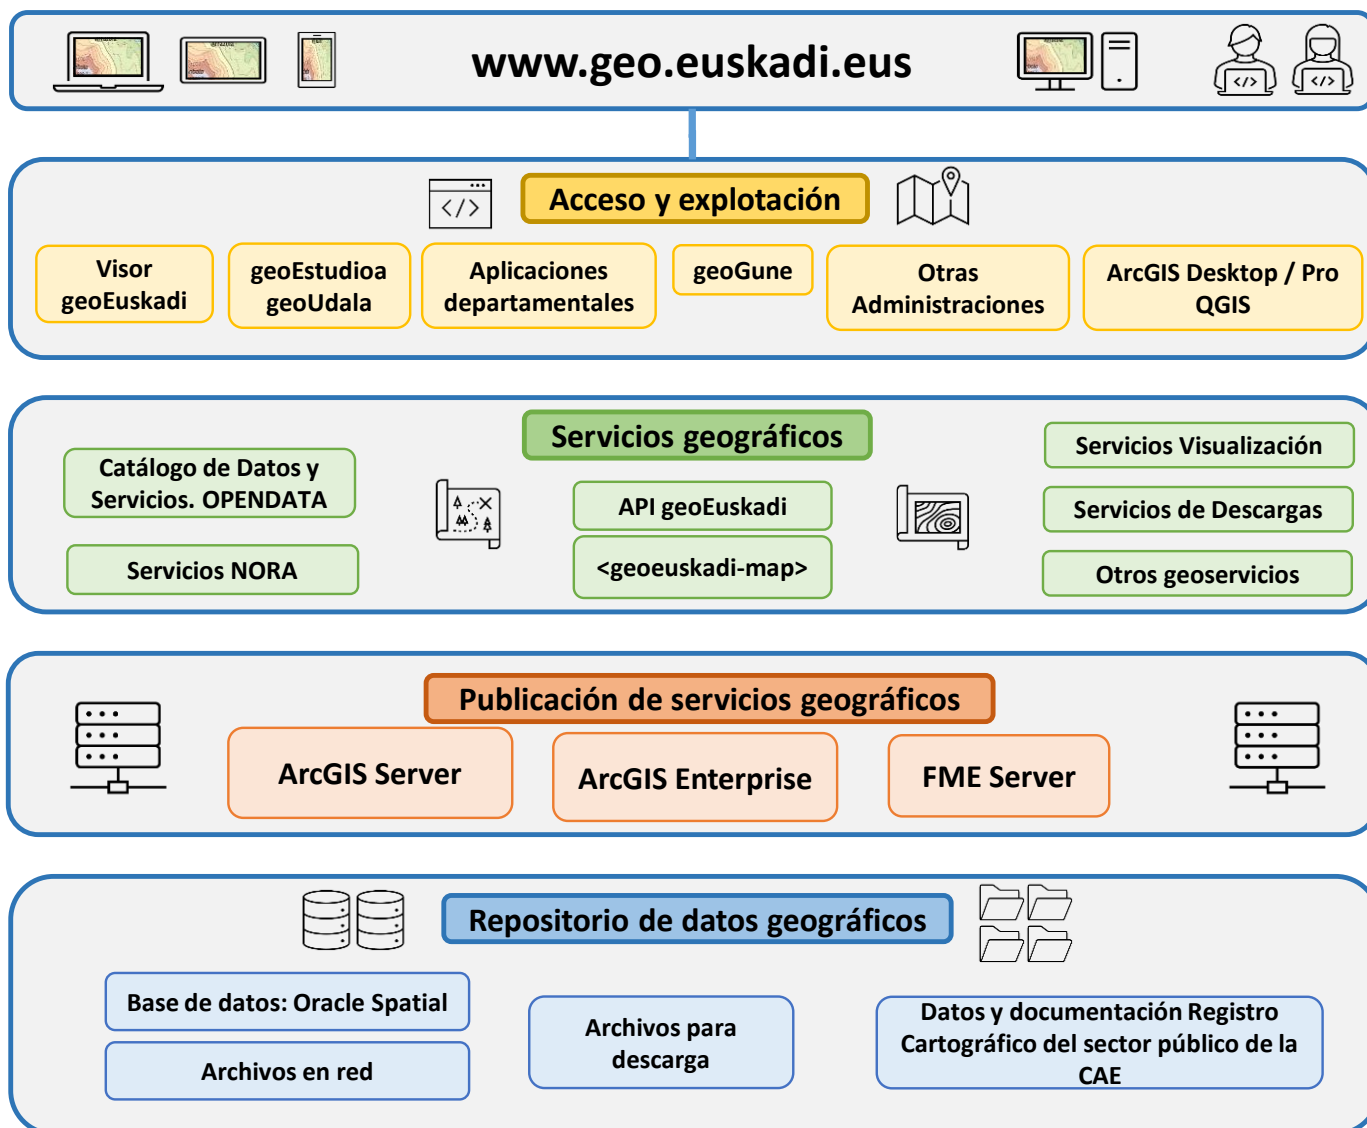 www.geo.euskadi.eus
Acceso y explotación
Visor
geoEuskadi
geoEstudioa
geoUdala
Aplicaciones
departamentales
geoGune
Otras
Administraciones
ArcGIS Desktop / Pro
QGIS
Servicios geográficos
Catálogo de Datos y
Servicios. OPENDATA
Servicios NORA
API geoEuskadi
<geoeuskadi-map>
Servicios Visualización
Servicios de Descargas
Otros geoservicios
Publicación de servicios geográficos
ArcGIS Server
ArcGIS Enterprise
FME Server
Repositorio de datos geográficos
Base de datos: Oracle Spatial
Archivos en red
Archivos para
descarga
Datos y documentación Registro
Cartográfico del sector público de la
CAE